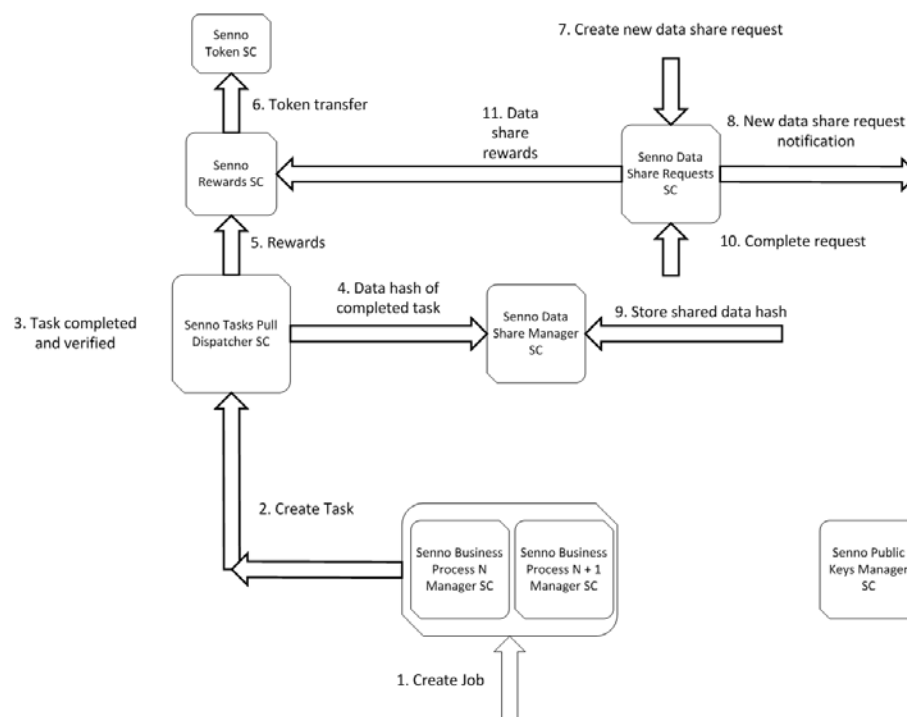 Senno
Token SC
7. Create new data share request
6. Token transfer
11. Data
share
rewards
8. New data share request
notification
Senno
Rewards SC
Senno Data
Share Requests
SC
5. Rewards
10. Complete request
4. Data hash of
completed task
3. Task completed
and verified
Senno Tasks Pull
Dispatcher SC
Senno Data
Share Manager
SC
9. Store shared data hash
2. Create Task
Senno Business
Process N
Manager SC
Senno Business
Process N + 1
Manager SC
Senno Public
Keys Manager
SC
1. Create Job